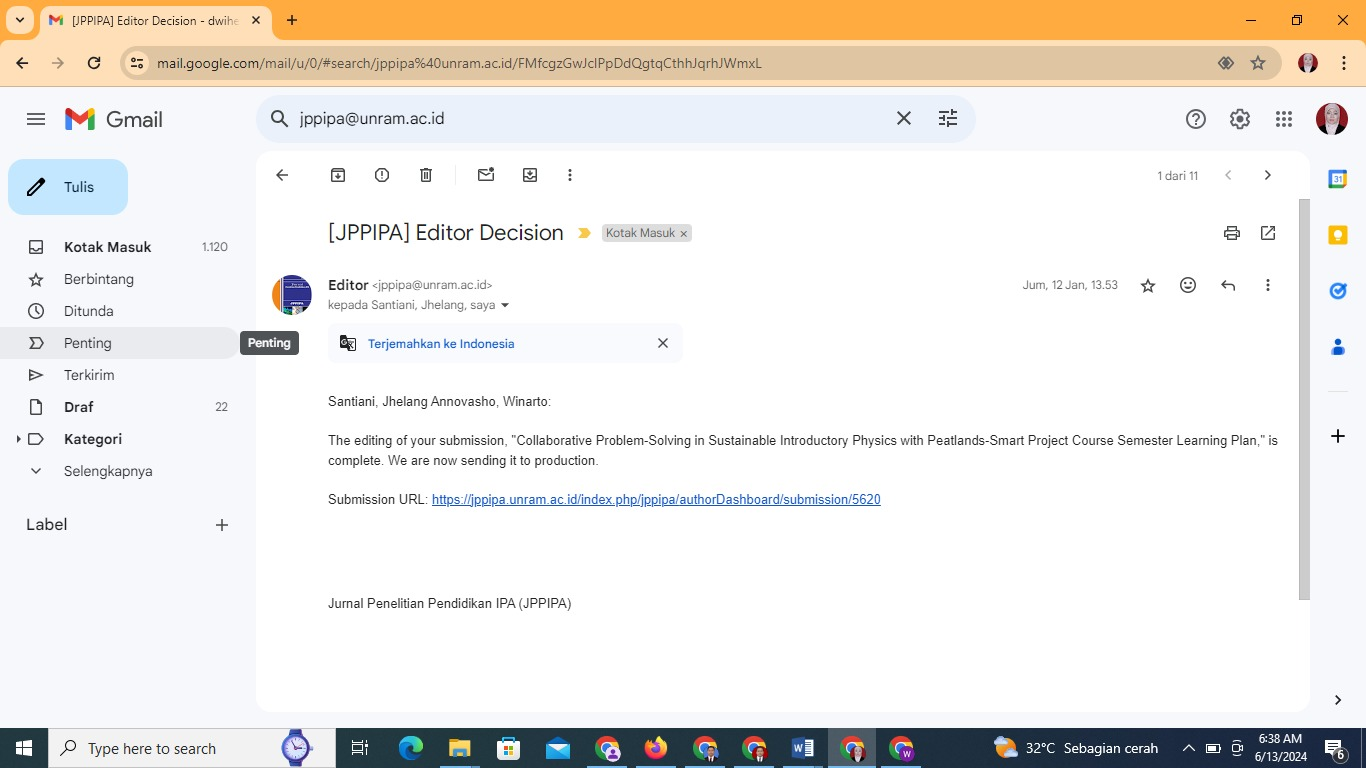 [JPPIPA] Editor Decision - dwihe
mail.google.com/mail/u/0/#search/jppipa%40unram.ac.id/FMfcgzGwJclPpDdQgtqCthhJqrhJWmxL
Gmail
jppipa@unram.ac.id
Tulis
1 dari 11
Kotak Masuk 1.120
Berbintang
Ditunda
Penting
Terkirim
Draf 22
Kategori
Selengkapnya
Label
Penting
[JPPIPA] Editor Decision Kotak Masuk
Editor <jppipa@unram.ac.id> Jum, 12 Jan, 13.53
kepada Santiani, Jhelang, saya
Terjemahkan ke Indonesia
Santiani, Jhelang Annovasho, Winarto:
The editing of your submission, "Collaborative Problem-Solving in Sustainable Introductory Physics with Peatlands-Smart Project Course Semester Learning Plan," is
complete. We are now sending it to production.
Submission URL: https://jppipa.unram.ac.id/index.php/jppipa/authorDashboard/submission/5620
Jurnal Penelitian Pendidikan IPA (JPPIPA)
31
Type here to search
32°C Sebagian cerah
6:38 AM
6/13/2024
6